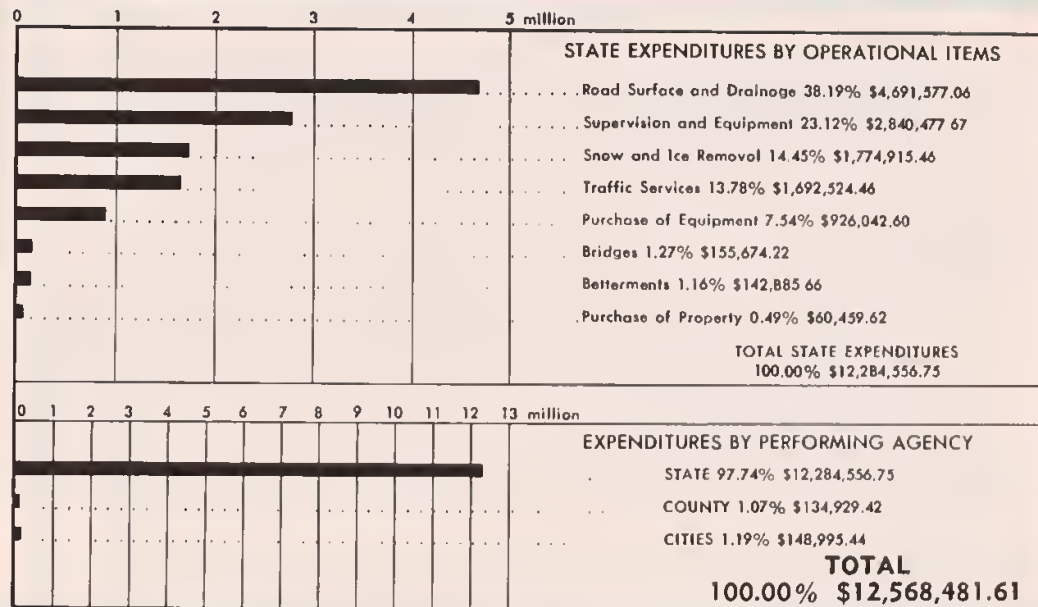 0 1 2 3 4 5 million
STATE EXPENDITURES BY OPERATIONAL ITEMS
Road Surface and Drainage 38.19% $4,691,577.06
Supervision and Equipment 23.12% $2,840,477 67
Snow and Ice Removal 14.45% $1,774,915.46
Traffic Services 13.78% $1,692,524.46
Purchase of Equipment 7.54% $926,042.60
Bridges 1.27% $155,674.22
Betterments 1.16% $142,885 66
Purchase of Property 0.49% $60,459.62
TOTAL STATE EXPENDITURES
100.00% $12,284,556.75
0 1 2 3 4 5 6 7 8 9 10 11 12 13 million
EXPENDITURES BY PERFORMING AGENCY
STATE 97.74% $12,284,556.75
COUNTY 1.07% $134,929.42
CITIES 1.19% $148,995.44
TOTAL
100.00% $12,568,481.61